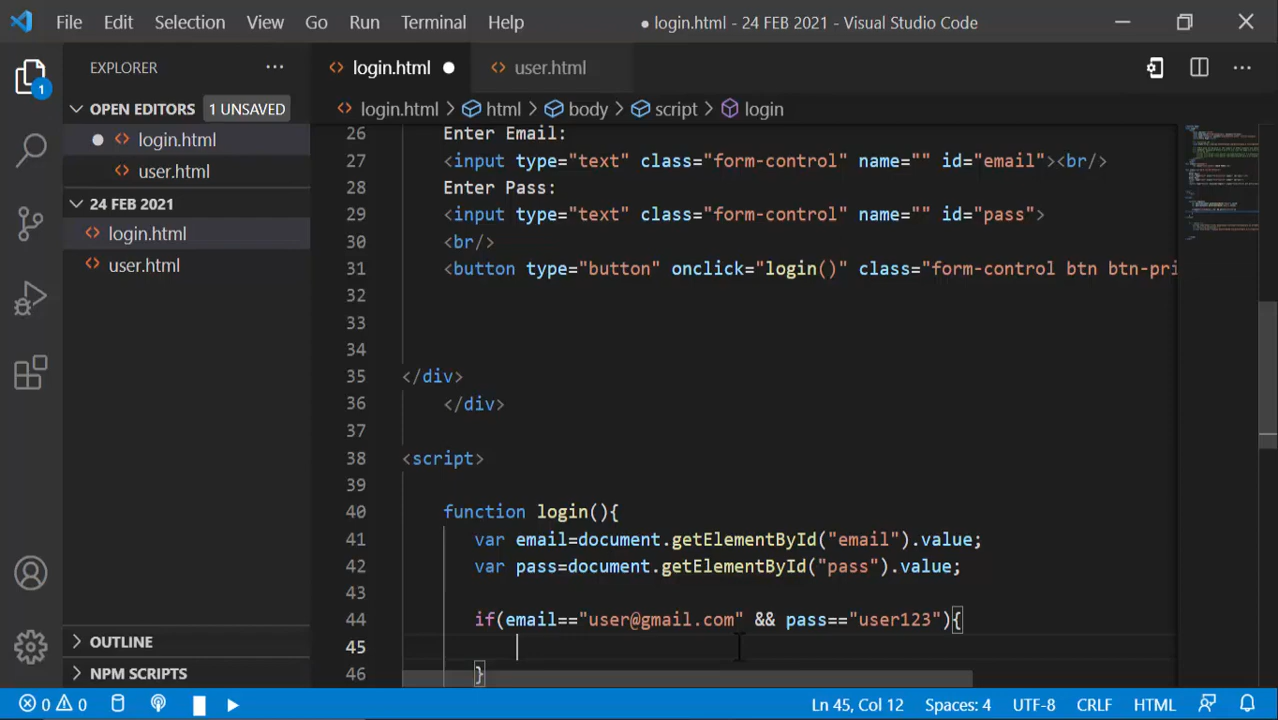 File Edit Selection View Go Run Terminal Help
● login.html - 24 FEB 2021 - Visual Studio Code
EXPLORER ...
login.html ●
user.html
OPEN EDITORS 1 UNSAVED
login.html > html > body > script > login
1
● login.html
user.html
24 FEB 2021
login.html
user.html
26 Enter Email:
27 <input type="text" class="form-control" name="" id="email"><br/>
28 Enter Pass:
29 <input type="text" class="form-control" name="" id="pass">
30 <br/>
31 <button type="button" onclick="login()" class="form-control btn btn-pri
32
33
34
35 </div>
36 </div>
37
38 <script>
39
40 function login(){
41 var email=document.getElementById("email").value;
42 var pass=document.getElementById("pass").value;
43
44 if(email=="user@gmail.com" && pass=="user123"){
45
46 }
OUTLINE
NPM SCRIPTS
0 0
Ln 45, Col 12 Spaces: 4 UTF-8 CRLF HTML